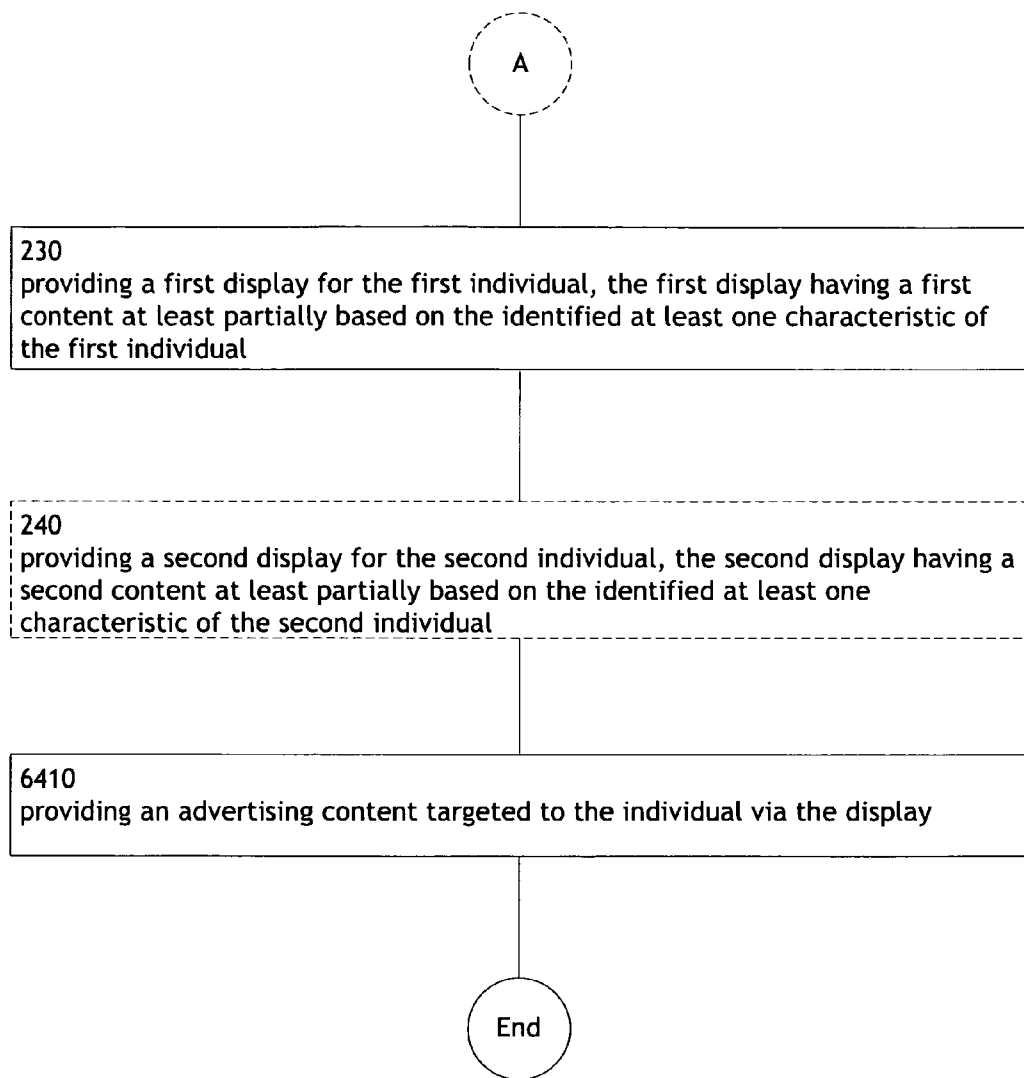 A
230
providing a first display for the first individual, the first display having a first
content at least partially based on the identified at least one characteristic of
the first individual
240
providing a second display for the second individual, the second display having a
second content at least partially based on the identified at least one
characteristic of the second individual
6410
providing an advertising content targeted to the individual via the display
End